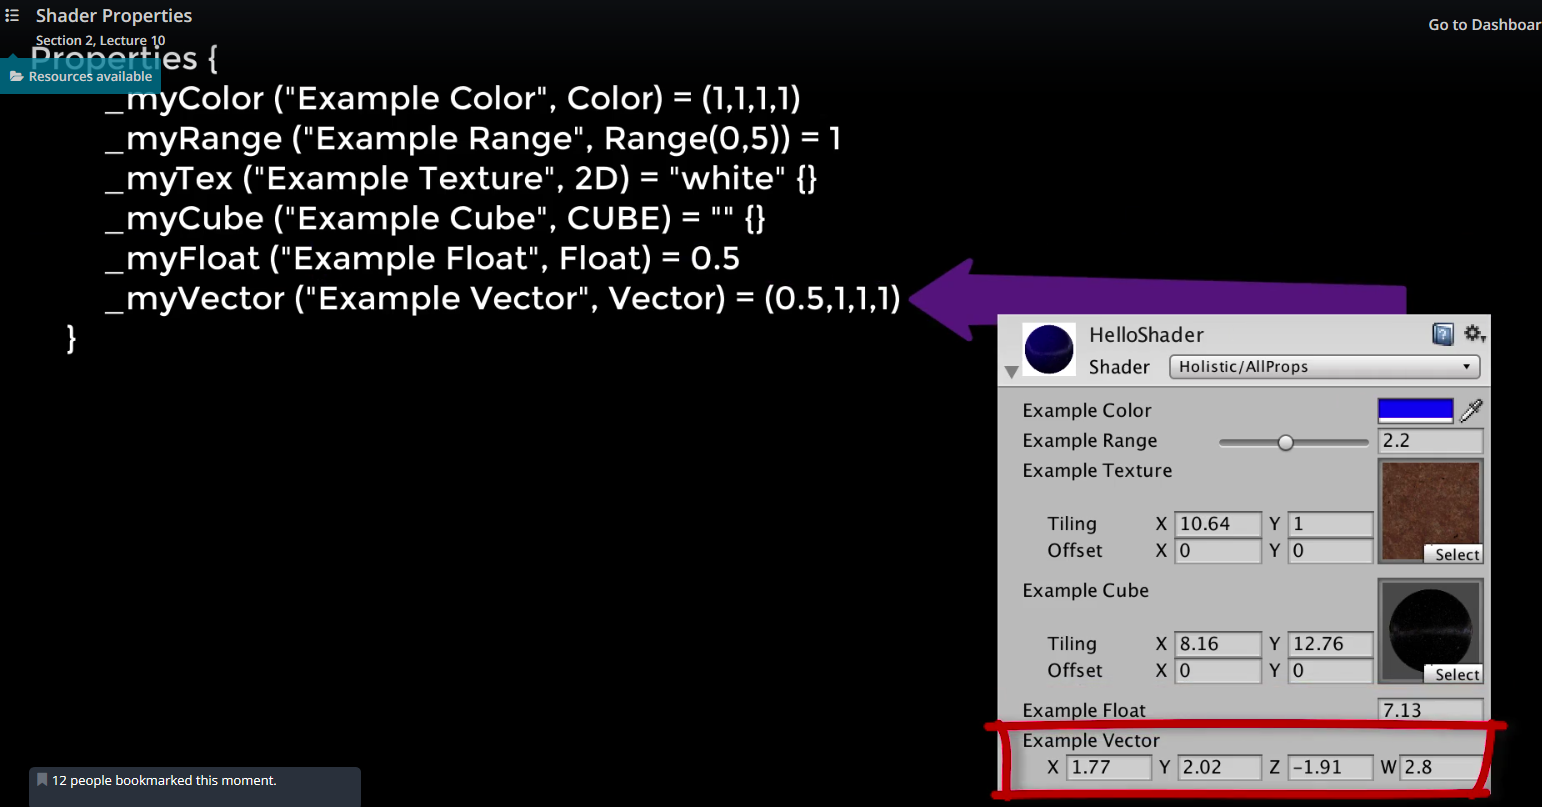 Shader Properties
Section 2, Lecture 10
Go to Dashboar
Properties {
Resources available
_myColor ("Example Color", Color) = (1,1,1,1)
_myRange ("Example Range", Range(0,5)) = 1
_myTex ("Example Texture", 2D) = "white" {}
_myCube ("Example Cube", CUBE) = "" {}
_myFloat ("Example Float", Float) = 0.5
_myVector ("Example Vector", Vector) = (0.5,1,1,1)
}
HelloShader
Shader Holistic/AllProps
Example Color
Example Range 2.2
Example Texture
Tiling X 10.64 Y 1
Offset X 0 Y 0
Select
Example Cube
Tiling X 8.16 Y 12.76
Offset X 0 Y 0
Select
Example Float 7.13
Example Vector
X 1.77 Y 2.02 Z -1.91 W 2.8
12 people bookmarked this moment.